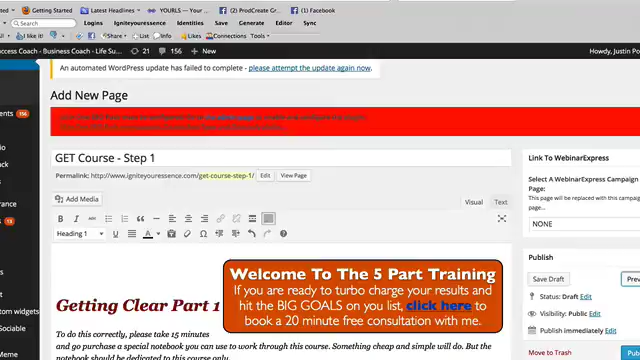 Getting Started Latest Headlines YOURLS ProdCreate Group Facebook
Search Logins Igniteyouressence Identities Save Generate Editor Sync
Like it! Share List Info Likes Connections Tools
ccess Coach - Business Coach - Life Su... 21 156 + New Howdy, Justin Po
An automated WordPress update has failed to complete - please attempt the update again now.
Add New Page
ents 156
GET Course - Step 1
Permalink: http://www.igniteyouressence.com/get-course-step-1/ Edit View Page
Add Media Visual Text
B I ABC
Heading 1 U A
Link To WebinarExpress
Select A WebinarExpress Campaign
Page:
(This page will be replaced with this campaign
page...
NONE
Publish
Save Draft Prev
Status: Draft Edit
Visibility: Public Edit
Publish immediately Edit
Move to Trash Publish
Welcome To The 5 Part Training
If you are ready to turbo charge your results and
hit the BIG GOALS on you list, click here to
book a 20 minute free consultation with me.
Getting Clear Part 1
To do this correctly, please take 15 minutes
and go purchase a special notebook you can use to work through this course. Something cheap and simple will do. But the
notebook should be dedicated to this course only.
ustom widgets
Sociable